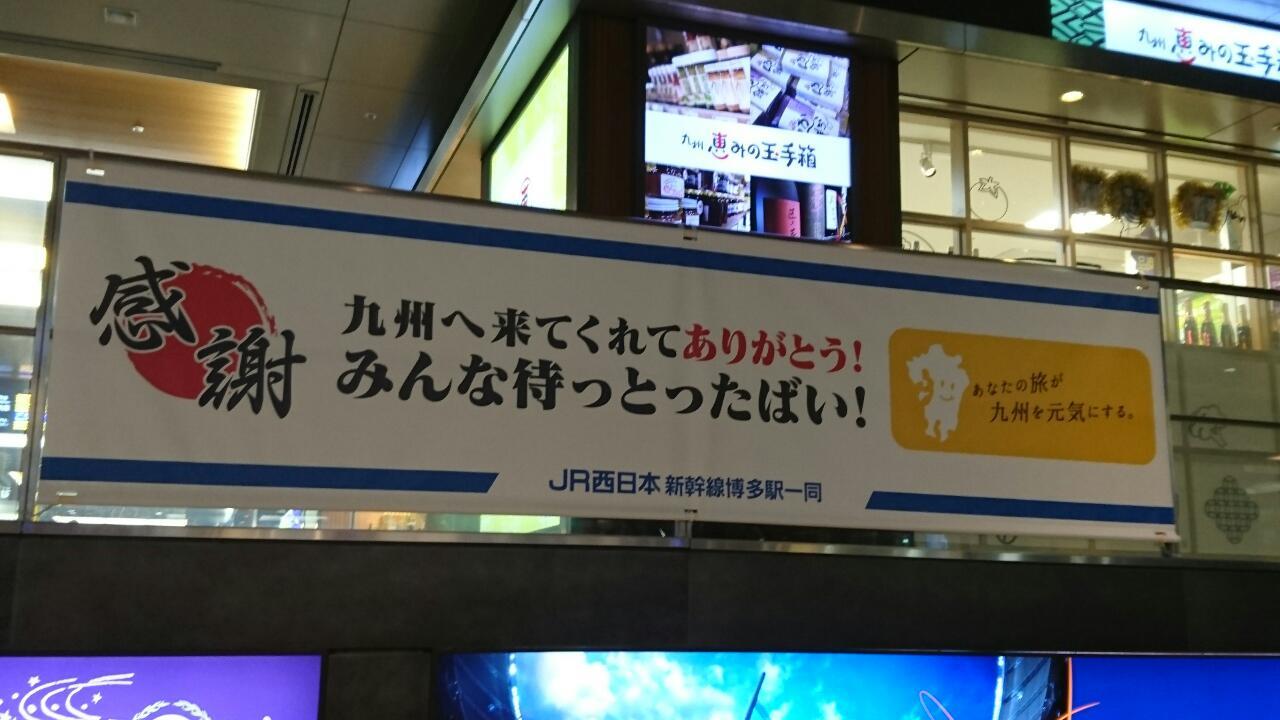 九州 恵みの玉手箱
九州 恵みの玉手
感謝
九州へ来てくれてありがとう!
みんな待っとったばい!
あなたの旅が
九州を元気にする。
JR西日本 新幹線博多駅一同